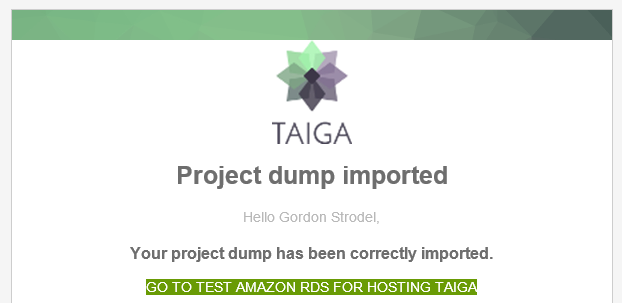 TAIGA
Project dump imported
Hello Gordon Strodel,
Your project dump has been correctly imported.
GO TO TEST AMAZON RDS FOR HOSTING TAIGA